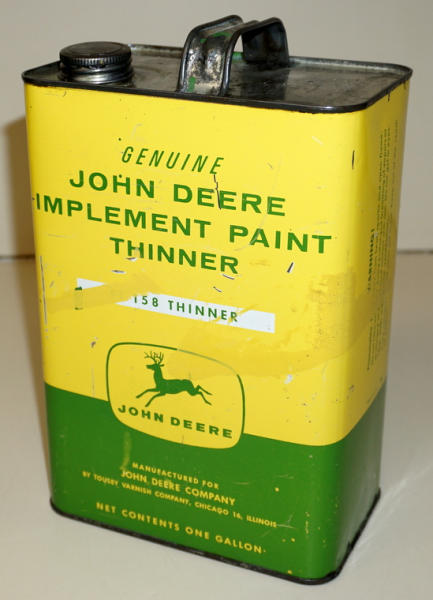 GENUINE
JOHN DEERE
IMPLEMENT PAINT
THINNER
158 THINNER
JOHN DEERE
MANUFACTURED FOR
JOHN DEERE COMPANY
BY TOUSEY VARNISH COMPANY, CHICAGO 16, ILLINOIS
NET CONTENTS ONE GALLON
WARNING!